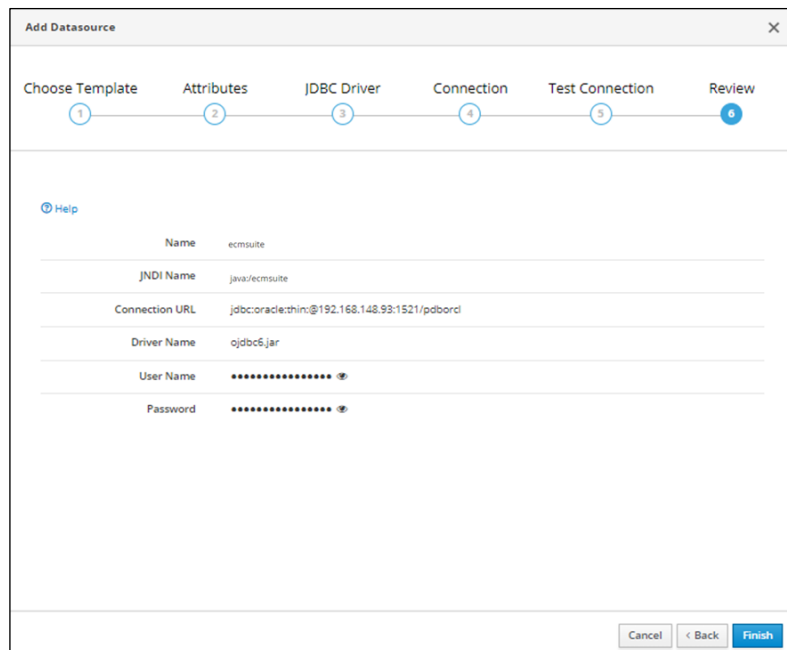 Add Datasource
Choose Template Attributes JDBC Driver Connection Test Connection Review
1 2 3 4 5 6
Help
Name ecmsuite
JNDI Name java:/ecmsuite
Connection URL jdbc:oracle:thin:@192.168.148.93:1521/pdborcl
Driver Name ojdbc6.jar
User Name ••••••••••••••••
Password ••••••••••••••••
Cancel < Back Finish